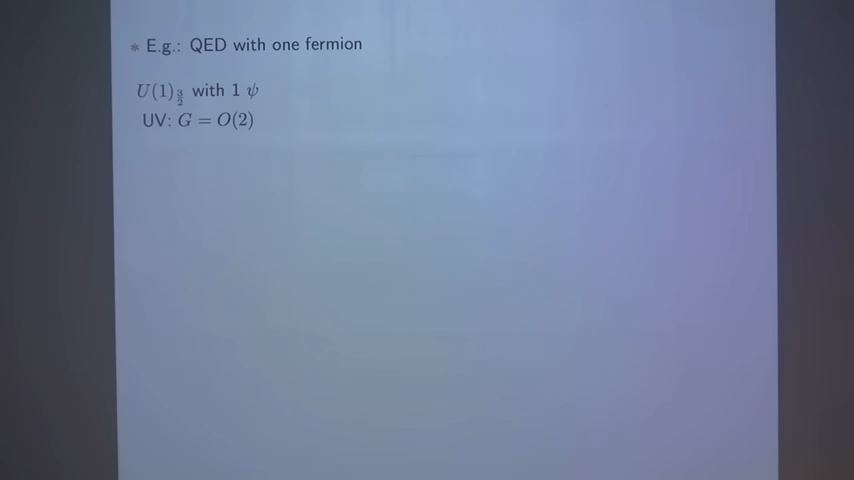 * E.g.: QED with one fermion
U(1)_{3/2} with 1 ψ
UV: G = O(2)